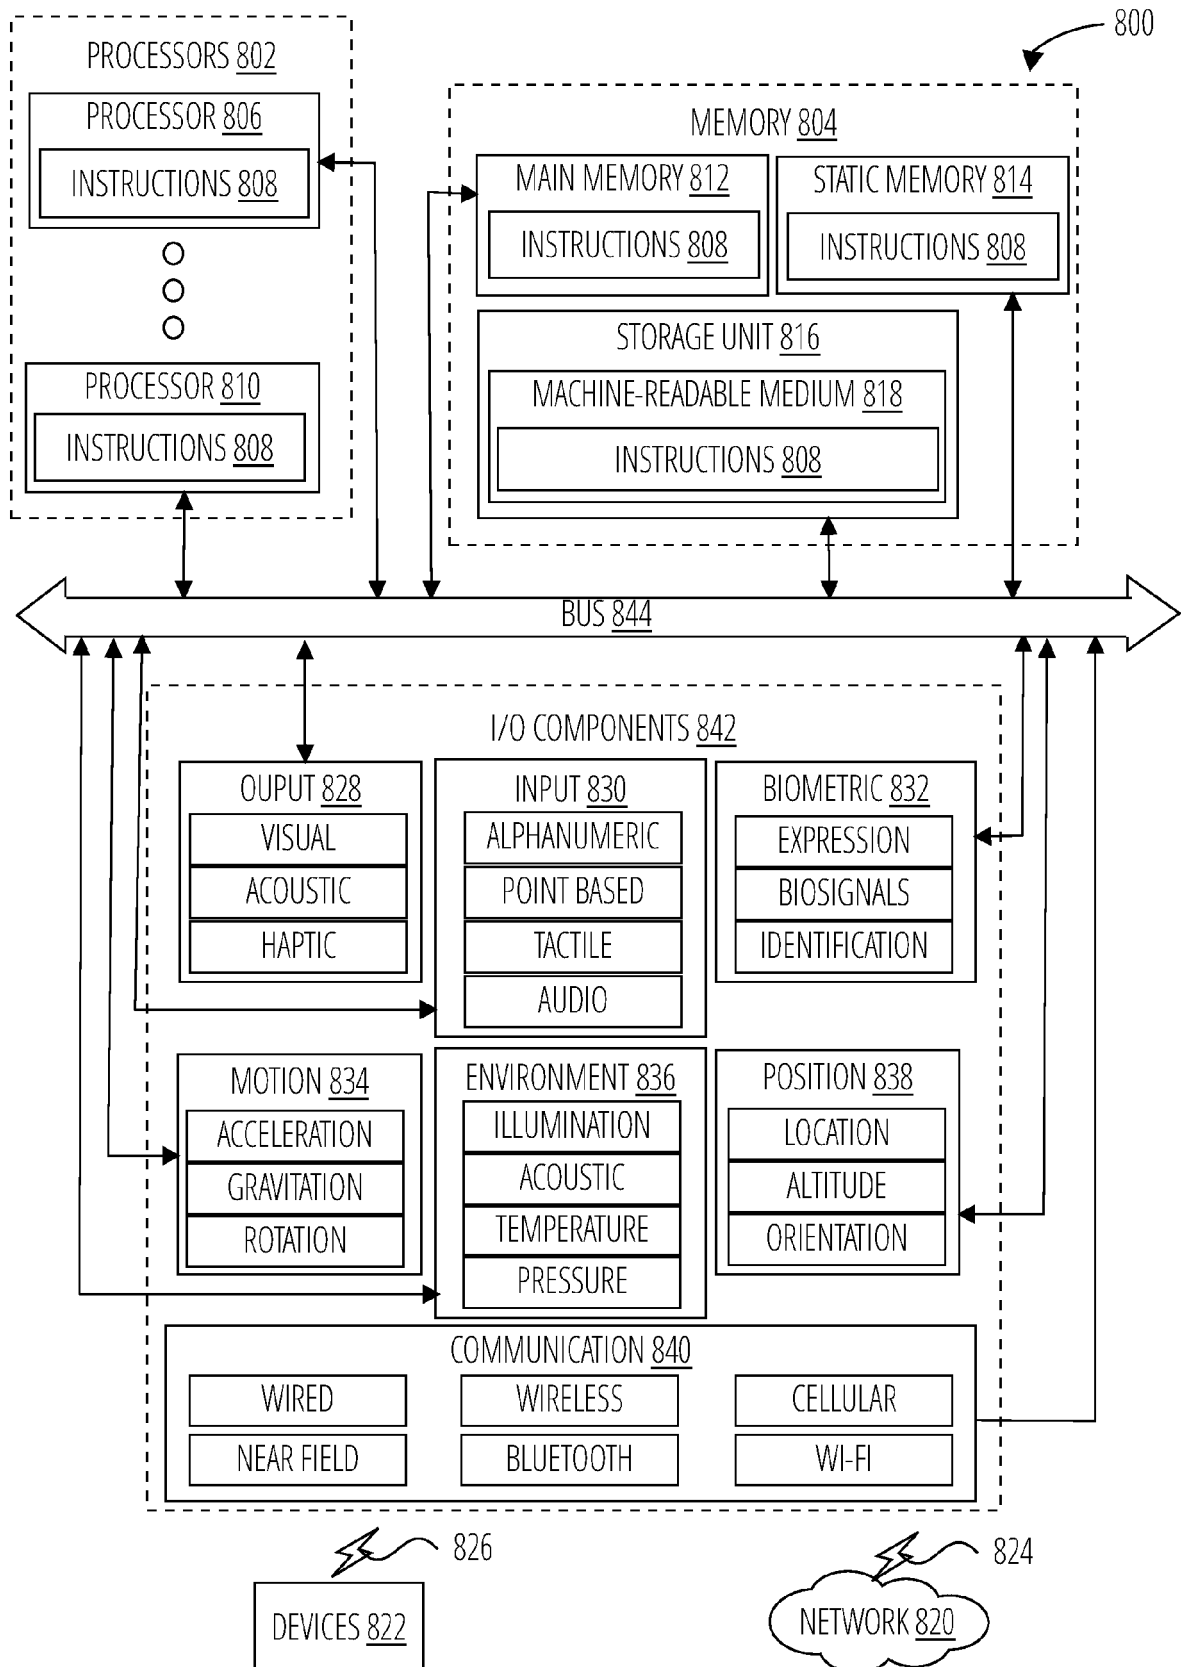 800
PROCESSORS 802
PROCESSOR 806
INSTRUCTIONS 808
PROCESSOR 810
INSTRUCTIONS 808
MEMORY 804
MAIN MEMORY 812
INSTRUCTIONS 808
STATIC MEMORY 814
INSTRUCTIONS 808
STORAGE UNIT 816
MACHINE-READABLE MEDIUM 818
INSTRUCTIONS 808
BUS 844
I/O COMPONENTS 842
OUPUT 828
VISUAL
ACOUSTIC
HAPTIC
INPUT 830
ALPHANUMERIC
POINT BASED
TACTILE
AUDIO
BIOMETRIC 832
EXPRESSION
BIOSIGNALS
IDENTIFICATION
MOTION 834
ACCELERATION
GRAVITATION
ROTATION
ENVIRONMENT 836
ILLUMINATION
ACOUSTIC
TEMPERATURE
PRESSURE
POSITION 838
LOCATION
ALTITUDE
ORIENTATION
COMMUNICATION 840
WIRED
WIRELESS
CELLULAR
NEAR FIELD
BLUETOOTH
WI-FI
826
824
DEVICES 822
NETWORK 820